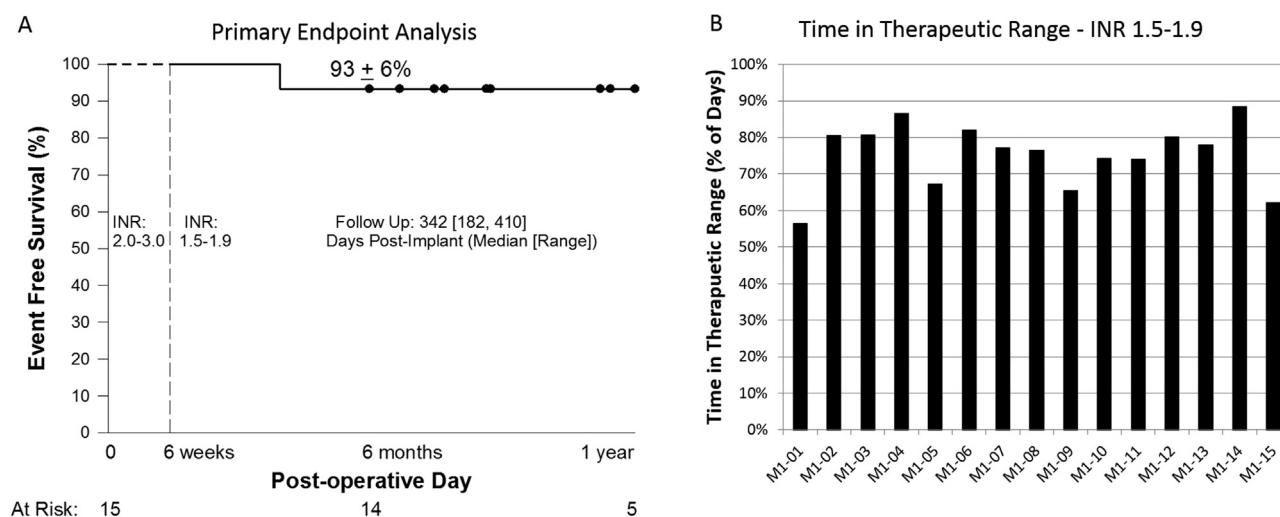 A
Primary Endpoint Analysis
93 ± 6%
100
90
80
70
60
50
40
30
20
10
0
Event Free Survival (%)
INR:
2.0-3.0
INR:
1.5-1.9
Follow Up: 342 [182, 410]
Days Post-Implant (Median [Range])
0 6 weeks 6 months 1 year
Post-operative Day
At Risk: 15 14 5
B
Time in Therapeutic Range - INR 1.5-1.9
Time in Therapuetic Range (% of Days)
100%
90%
80%
70%
60%
50%
40%
30%
20%
10%
0%
M1-01 M1-02 M1-03 M1-04 M1-05 M1-06 M1-07 M1-08 M1-09 M1-10 M1-11 M1-12 M1-13 M1-14 M1-15